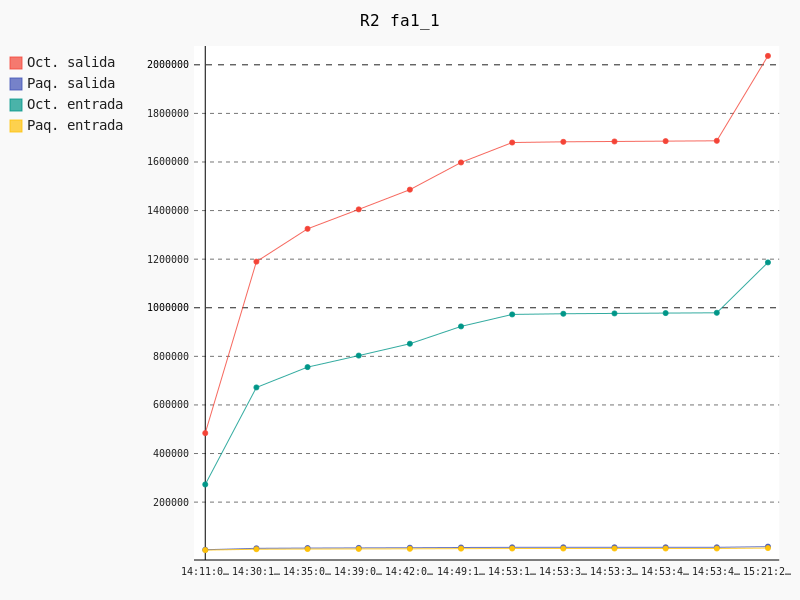 R2 fa1_1
Oct. salida
Paq. salida
Oct. entrada
Paq. entrada
2000000
1800000
1600000
1400000
1200000
1000000
800000
600000
400000
200000
14:11:0… 14:30:1… 14:35:0… 14:39:0… 14:42:0… 14:49:1… 14:53:1… 14:53:3… 14:53:3… 14:53:4… 14:53:4… 15:21:2…